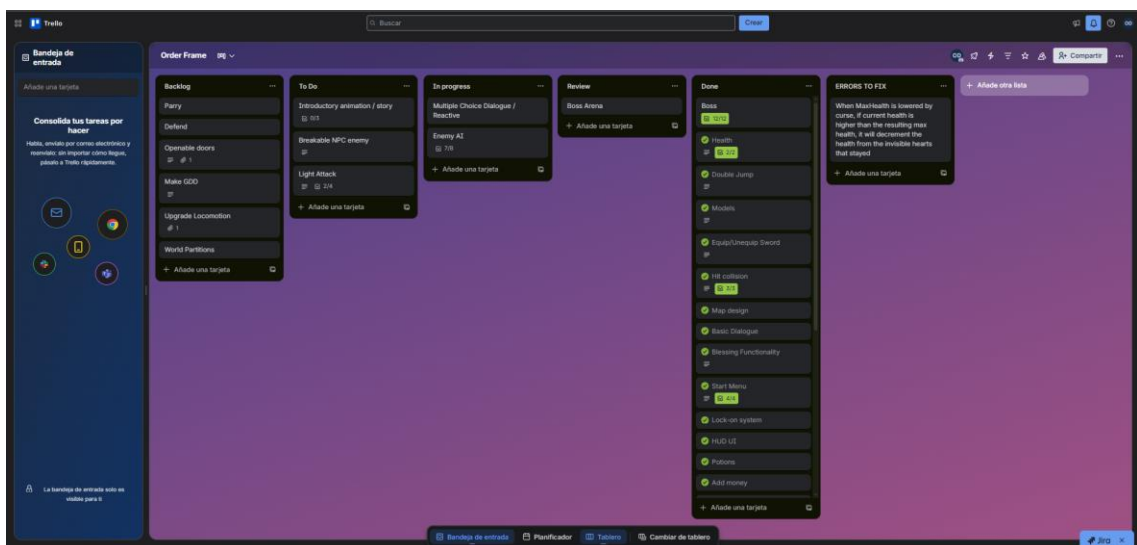 Trello
Buscar
Crear
Bandeja de
entrada
Añade una tarjeta
Consolida tus tareas por
hacer
Habla, envíalo por correo electrónico y
reenvíalo: sin importar cómo llegue,
pásalo a Trello rápidamente.
La bandeja de entrada solo es
visible para ti
Order Frame
Compartir
Backlog
Parry
Defend
Openable doors
1
Make GDD
Upgrade Locomotion
1
World Partitions
+ Añade una tarjeta
To Do
Introductory animation / story
0/3
Breakable NPC enemy
Light Attack
2/4
+ Añade una tarjeta
In progress
Multiple Choice Dialogue /
Reactive
Enemy AI
7/8
+ Añade una tarjeta
Review
Boss Arena
+ Añade una tarjeta
Done
Boss
12/12
Health
2/2
Double Jump
Models
Equip/Unequip Sword
Hit collision
3/3
Map design
Basic Dialogue
Blessing Functionality
Start Menu
4/4
Lock-on system
HUD UI
Potions
Add money
+ Añade una tarjeta
ERRORS TO FIX
When MaxHealth is lowered by
curse, if current health is
higher than the resulting max
health, it will decrement the
health from the invisible hearts
that stayed
+ Añade una tarjeta
+ Añade otra lista
Bandeja de entrada
Planificador
Tablero
Cambiar de tablero
Jira